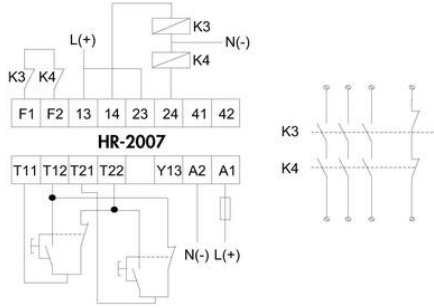 K3
L(+)
N(-)
K4
K3 K4
F1 F2 13 14 23 24 41 42
HR-2007
T11 T12 T21 T22 Y13 A2 A1
N(-) L(+)
K3
K4